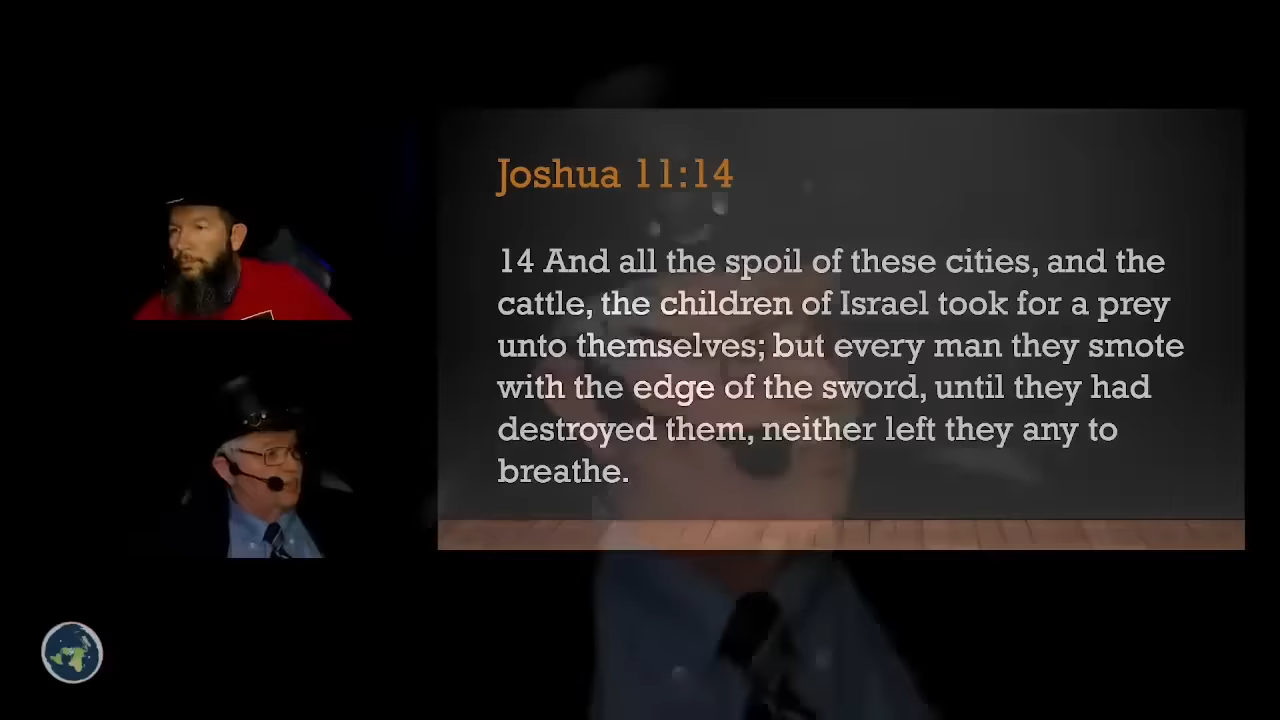 Joshua 11:14
14 And all the spoil of these cities, and the
cattle, the children of Israel took for a prey
unto themselves; but every man they smote
with the edge of the sword, until they had
destroyed them, neither left they any to
breathe.